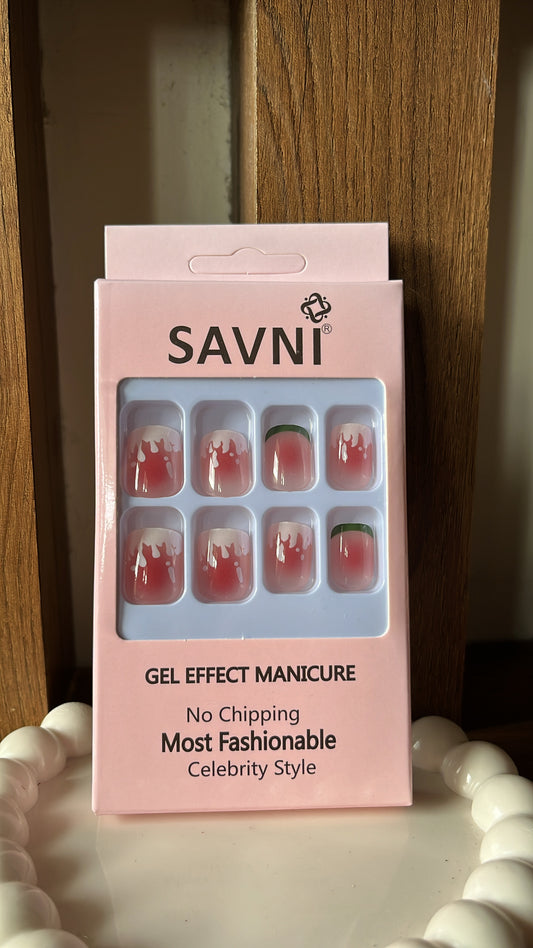 SAVNI®
GEL EFFECT MANICURE
No Chipping
Most Fashionable
Celebrity Style